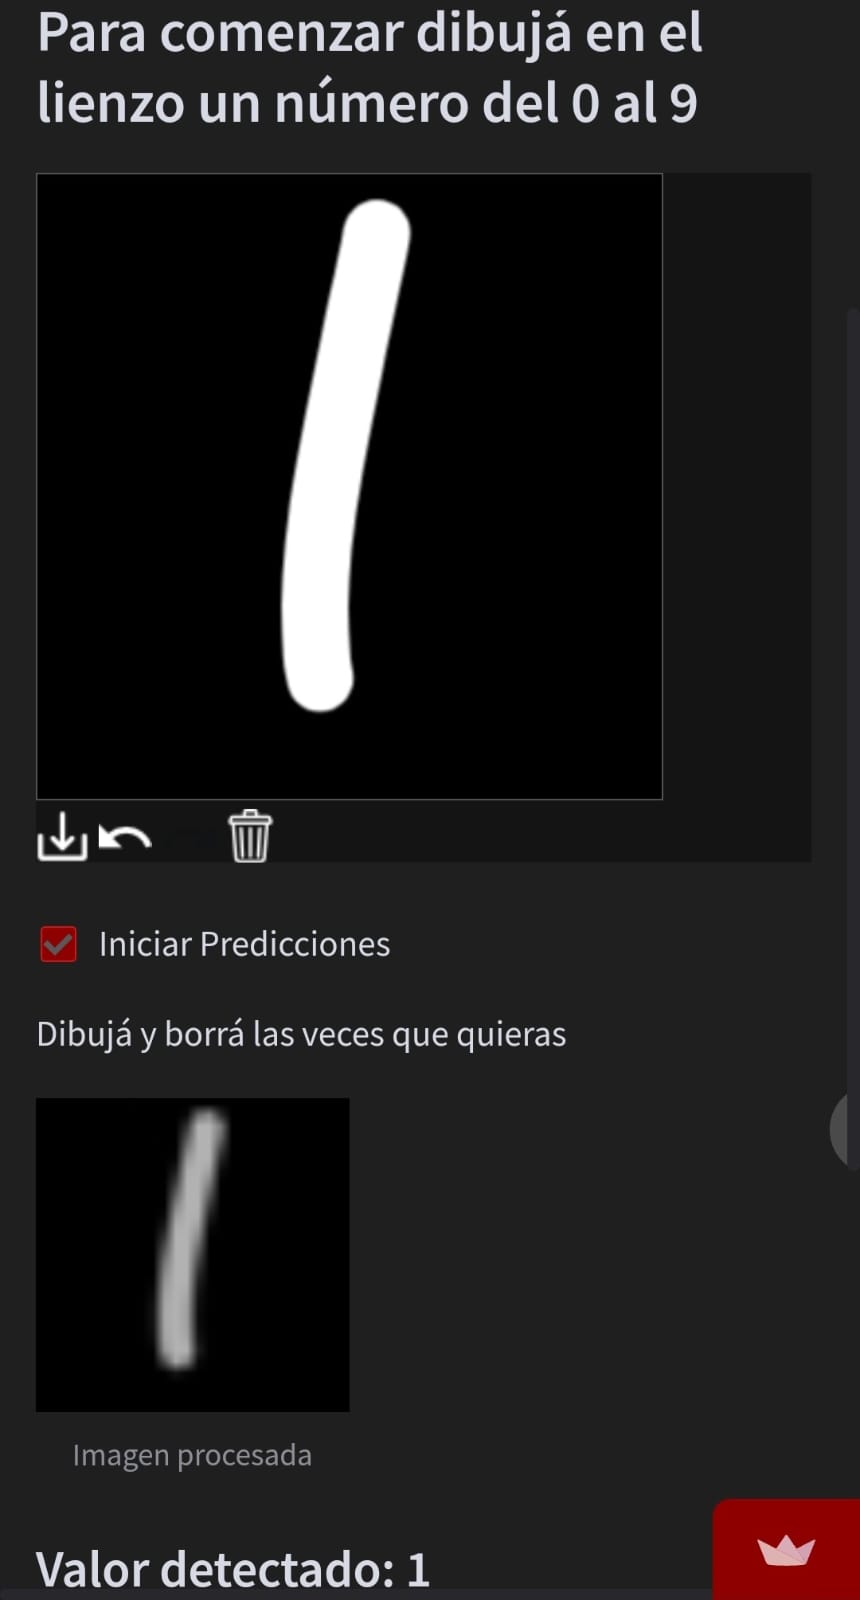 Para comenzar dibujá en el
lienzo un número del 0 al 9
Iniciar Predicciones
Dibujá y borrá las veces que quieras
Imagen procesada
Valor detectado: 1